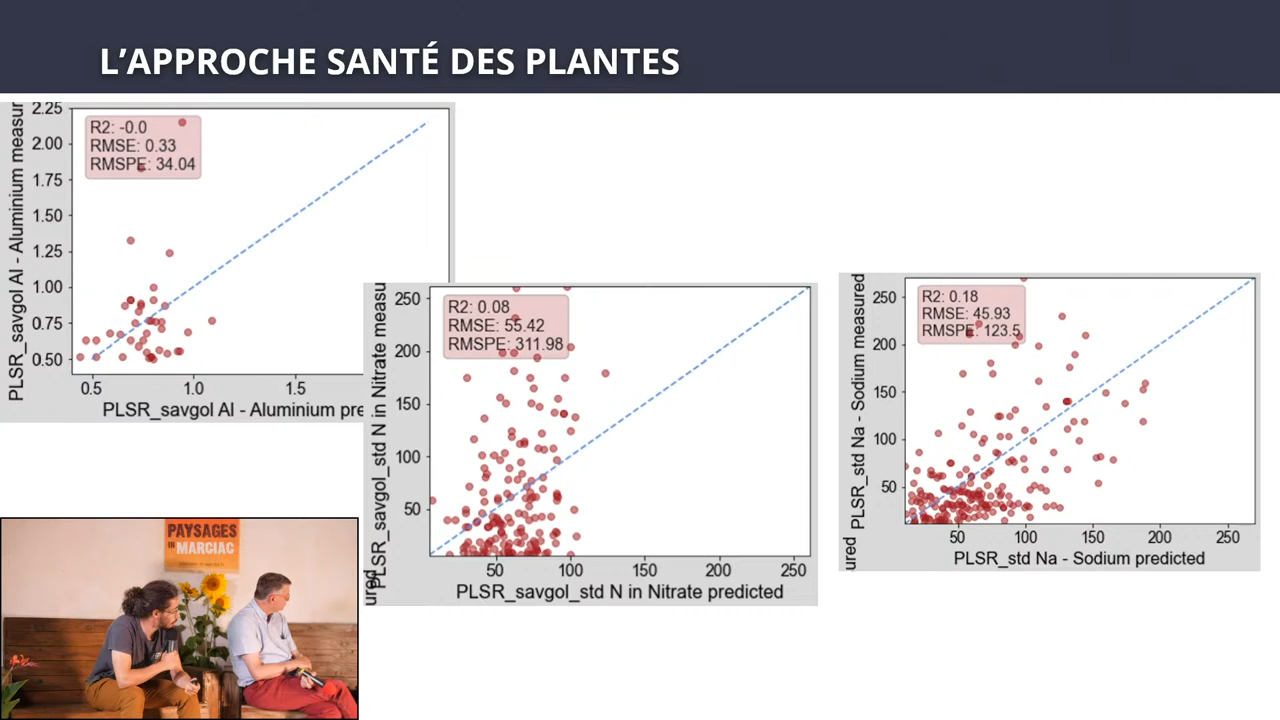 L'APPROCHE SANTÉ DES PLANTES
PLSR_savgol Al - Aluminium measur
2.25
2.00
1.75
1.50
1.25
1.00
0.75
0.50
R2: -0.0
RMSE: 0.33
RMSPE: 34.04
0.5 1.0 1.5
PLSR_savgol Al - Aluminium pre
PLSR_savgol_std N in Nitrate measu
ured
250
200
150
100
50
R2: 0.08
RMSE: 55.42
RMSPE: 311.98
50 100 150 200 250
PLSR_savgol_std N in Nitrate predicted
PLSR_std Na - Sodium measured
ured
250
200
150
100
50
R2: 0.18
RMSE: 45.93
RMSPE: 123.5
50 100 150 200 250
PLSR_std Na - Sodium predicted
PAYSAGES
IN MARCIAC